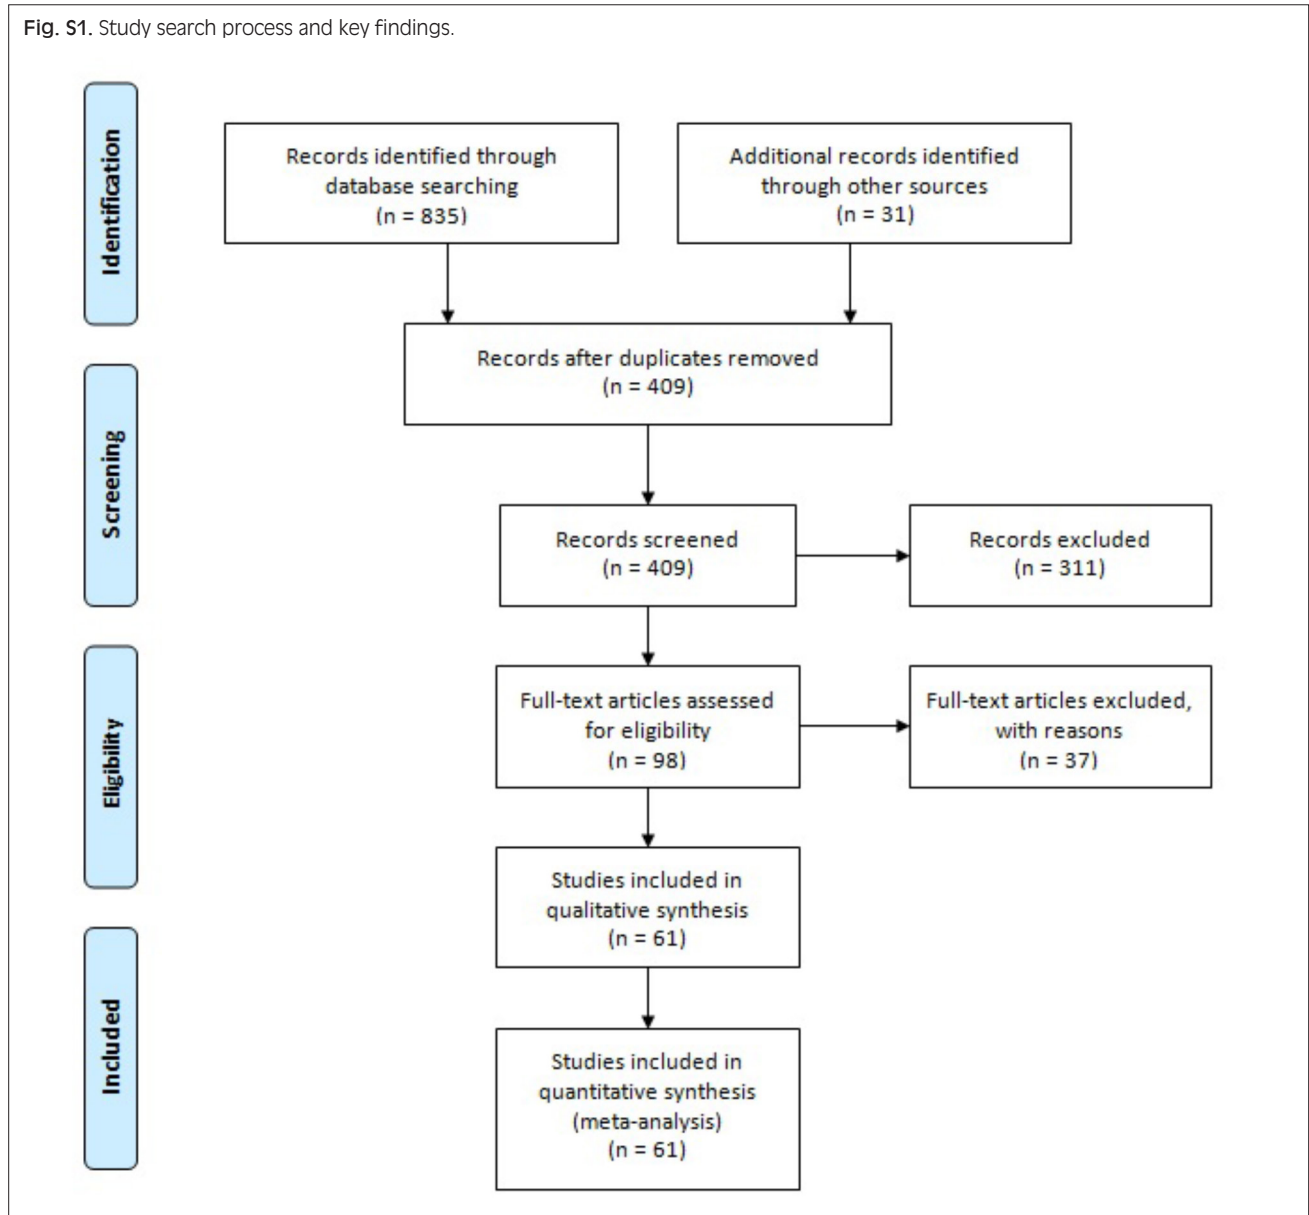 Fig. S1. Study search process and key findings.
Identification
Records identified through
database searching
(n = 835)
Additional records identified
through other sources
(n = 31)
Records after duplicates removed
(n = 409)
Screening
Records screened
(n = 409)
Records excluded
(n = 311)
Eligibility
Full-text articles assessed
for eligibility
(n = 98)
Full-text articles excluded,
with reasons
(n = 37)
Studies included in
qualitative synthesis
(n = 61)
Included
Studies included in
quantitative synthesis
(meta-analysis)
(n = 61)